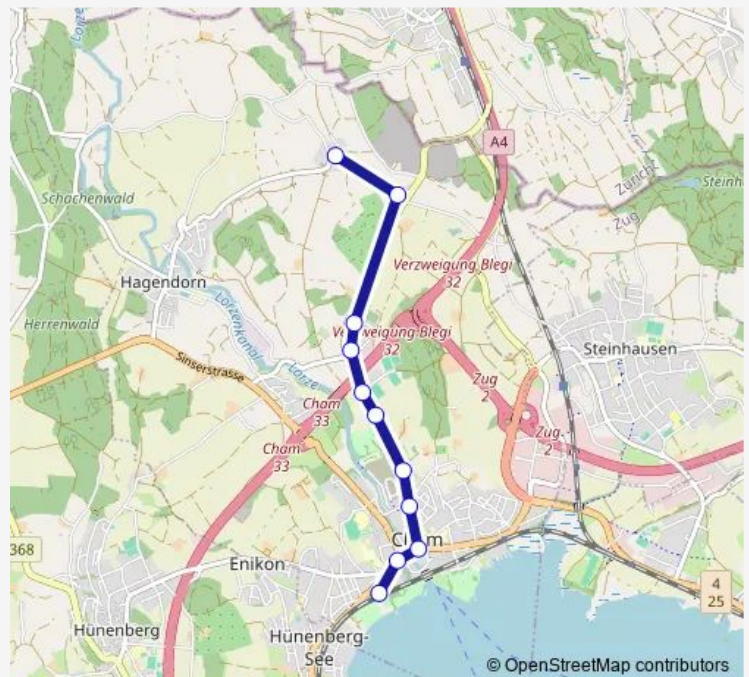 Lorze
A4
Schachenwald
Zürich
Zug
Steinh
Verzweigung Blegi
32
Hagendorn
Lorzenkanal
Herrenwald
Verzweigung Blegi
32
Steinhausen
Sinserstrasse
Lorze
Zug
2
Cham
33
Zug
2
Cham
33
368
Enikon
4
25
Hünenberg
Hünenberg-
See
© OpenStreetMap contributors